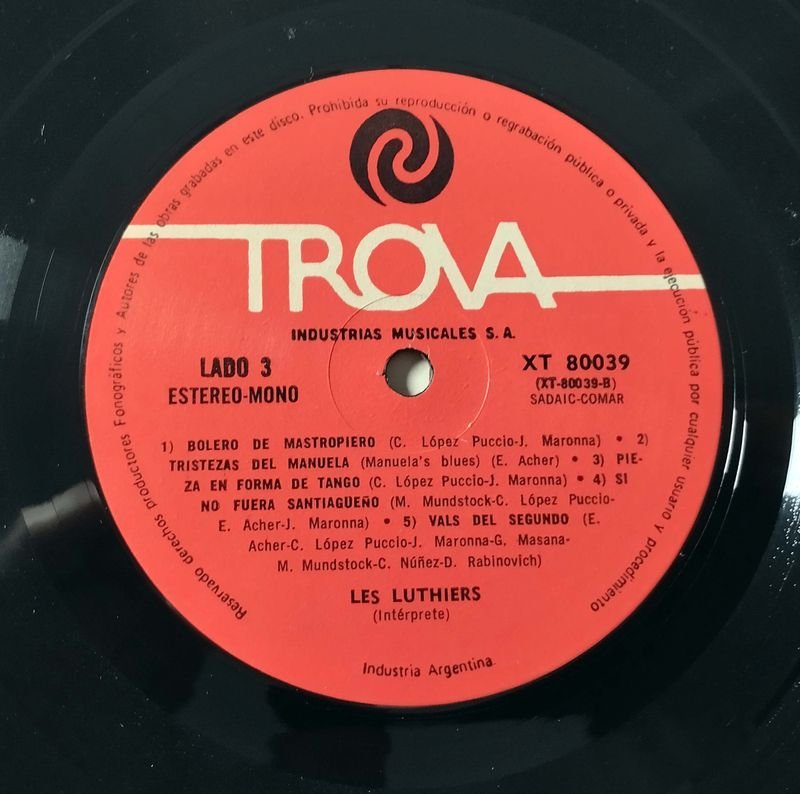 Reservado derechos productores Fonográficos y Autores de las obras grabadas en este disco. Prohibida su reproducción o regrabación pública o privada y la ejecución pública por cualquier usuario y procedimiento
TROVA
INDUSTRIAS MUSICALES S.A.
LADO 3
ESTEREO-MONO
XT 80039
(XT-80039-B)
SADAIC-COMAR
1) BOLERO DE MASTROPIERO (C. López Puccio-J. Maronna) • 2)
TRISTEZAS DEL MANUELA (Manuela's blues) (E. Acher) • 3) PIE-
ZA EN FORMA DE TANGO (C. López Puccio-J. Maronna) • 4) SI
NO FUERA SANTIAGÜEÑO (M. Mundstock-C. López Puccio-
E. Acher-J. Maronna) • 5) VALS DEL SEGUNDO (E.
Acher-C. López Puccio-J. Maronna-G. Masana-
M. Mundstock-C. Núñez-D. Rabinovich)
LES LUTHIERS
(Intérprete)
Industria Argentina.